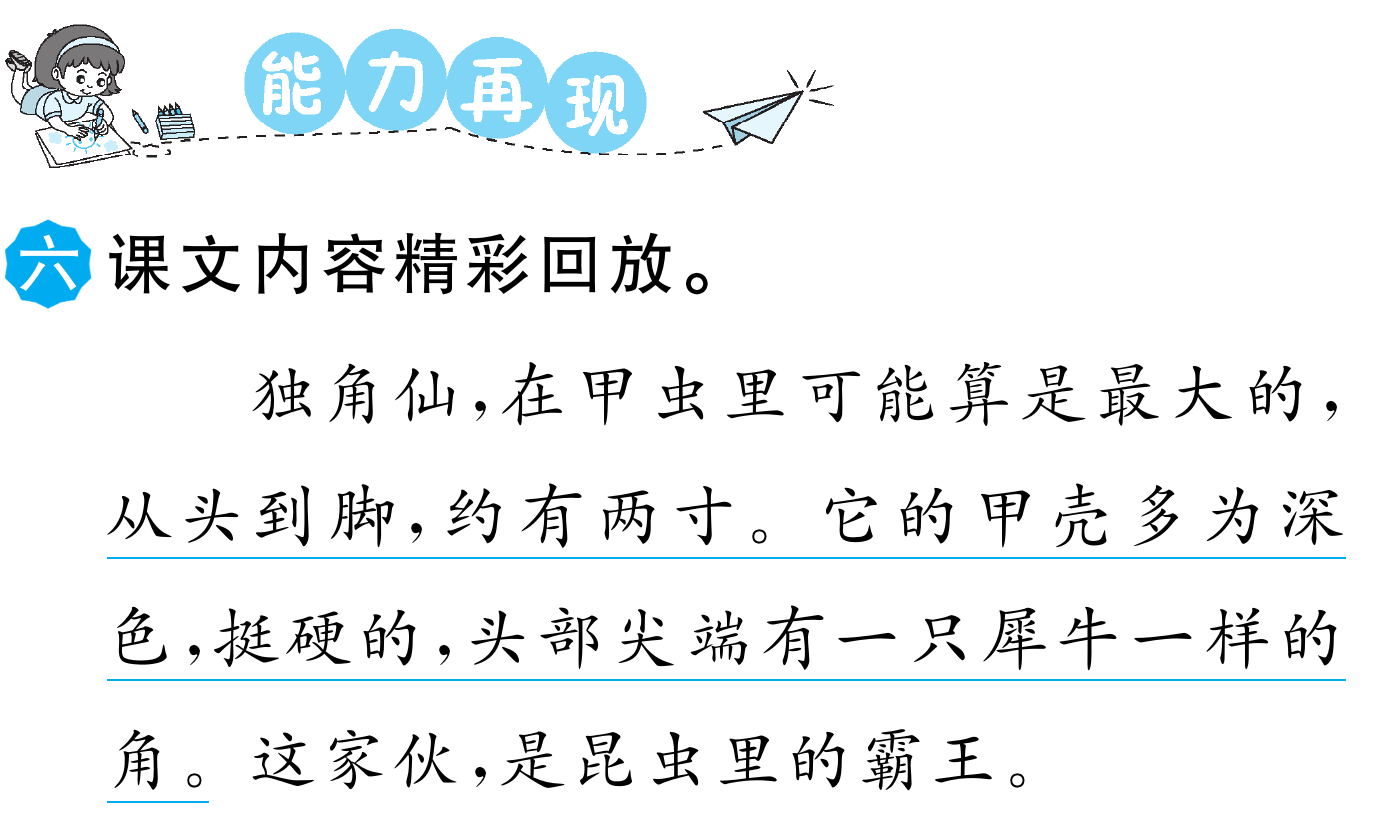 能力再现
六 课文内容精彩回放。
独角仙，在甲虫里可能算是最大的，
从头到脚，约有两寸。它的甲壳多为深
色，挺硬的，头部尖端有一只犀牛一样的
角。这家伙，是昆虫里的霸王。